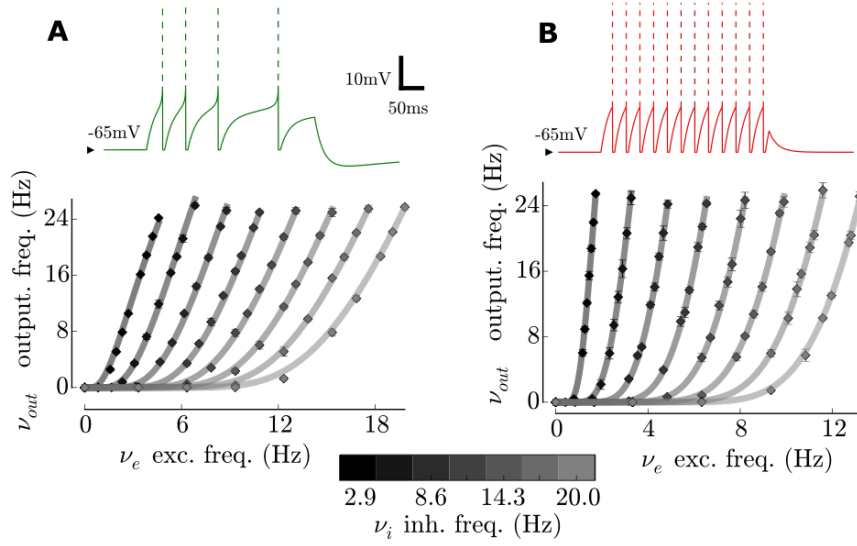 A
B
10mV
50ms
-65mV
-65mV
ν_out output. freq. (Hz)
24
16
8
0
0 6 12 18
ν_e exc. freq. (Hz)
ν_out output. freq. (Hz)
24
16
8
0
0 4 8 12
ν_e exc. freq. (Hz)
2.9 8.6 14.3 20.0
ν_i inh. freq. (Hz)